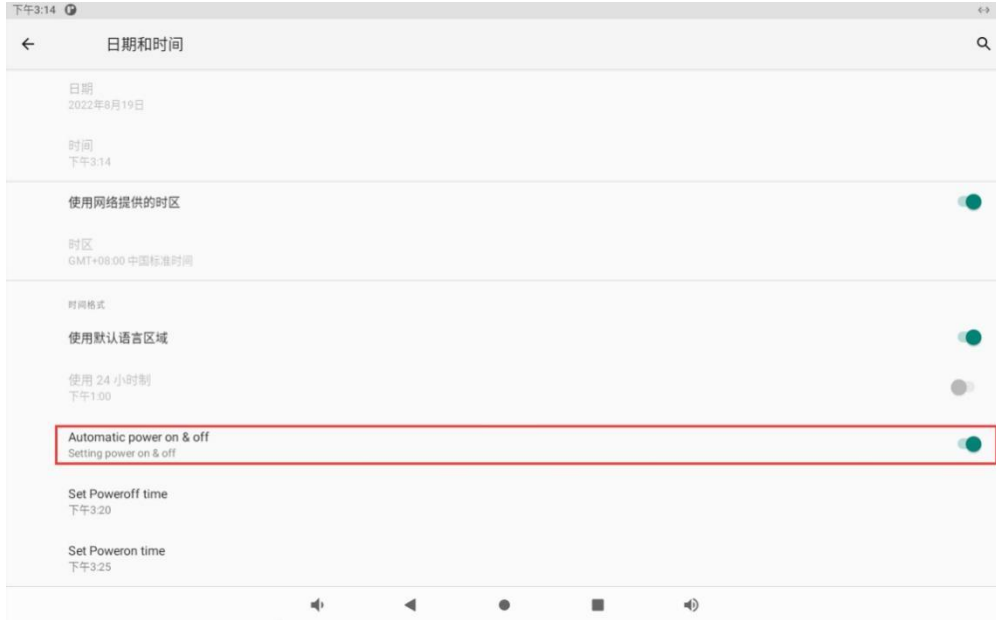 下午3:14
日期和时间
日期
2022年8月19日
时间
下午3:14
使用网络提供的时区
时区
GMT+08:00 中国标准时间
时间格式
使用默认语言区域
使用 24 小时制
下午1:00
Automatic power on & off
Setting power on & off
Set Poweroff time
下午3:20
Set Poweron time
下午3:25